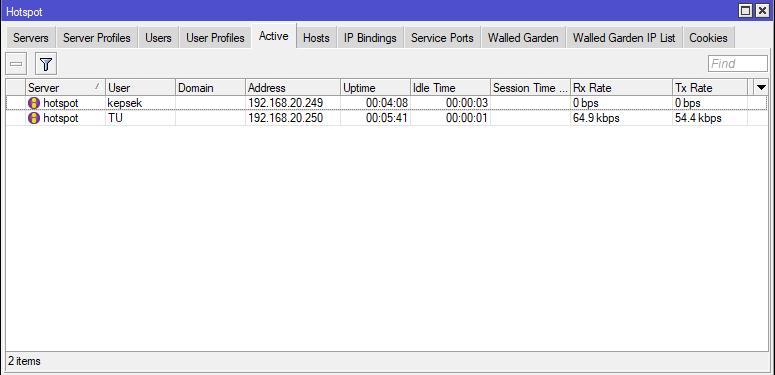 Hotspot
Servers Server Profiles Users User Profiles Active Hosts IP Bindings Service Ports Walled Garden Walled Garden IP List Cookies
Find
Server User Domain Address Uptime Idle Time Session Time ... Rx Rate Tx Rate
hotspot kepsek 192.168.20.249 00:04:08 00:00:03 0 bps 0 bps
hotspot TU 192.168.20.250 00:05:41 00:00:01 64.9 kbps 54.4 kbps
2 items